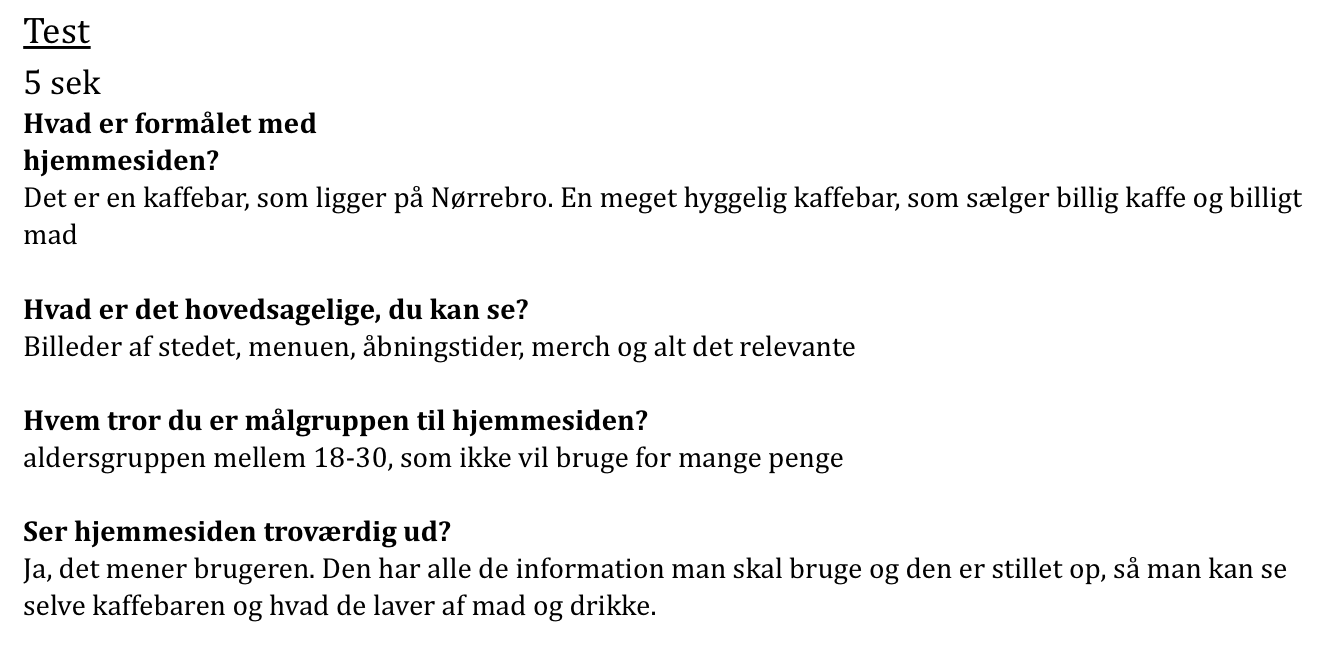 Test
5 sek
Hvad er formålet med
hjemmesiden?
Det er en kaffebar, som ligger på Nørrebro. En meget hyggelig kaffebar, som sælger billig kaffe og billigt
mad
Hvad er det hovedsagelige, du kan se?
Billeder af stedet, menuen, åbningstider, merch og alt det relevante
Hvem tror du er målgruppen til hjemmesiden?
aldersgruppen mellem 18-30, som ikke vil bruge for mange penge
Ser hjemmesiden troværdig ud?
Ja, det mener brugeren. Den har alle de information man skal bruge og den er stillet op, så man kan se
selve kaffebaren og hvad de laver af mad og drikke.